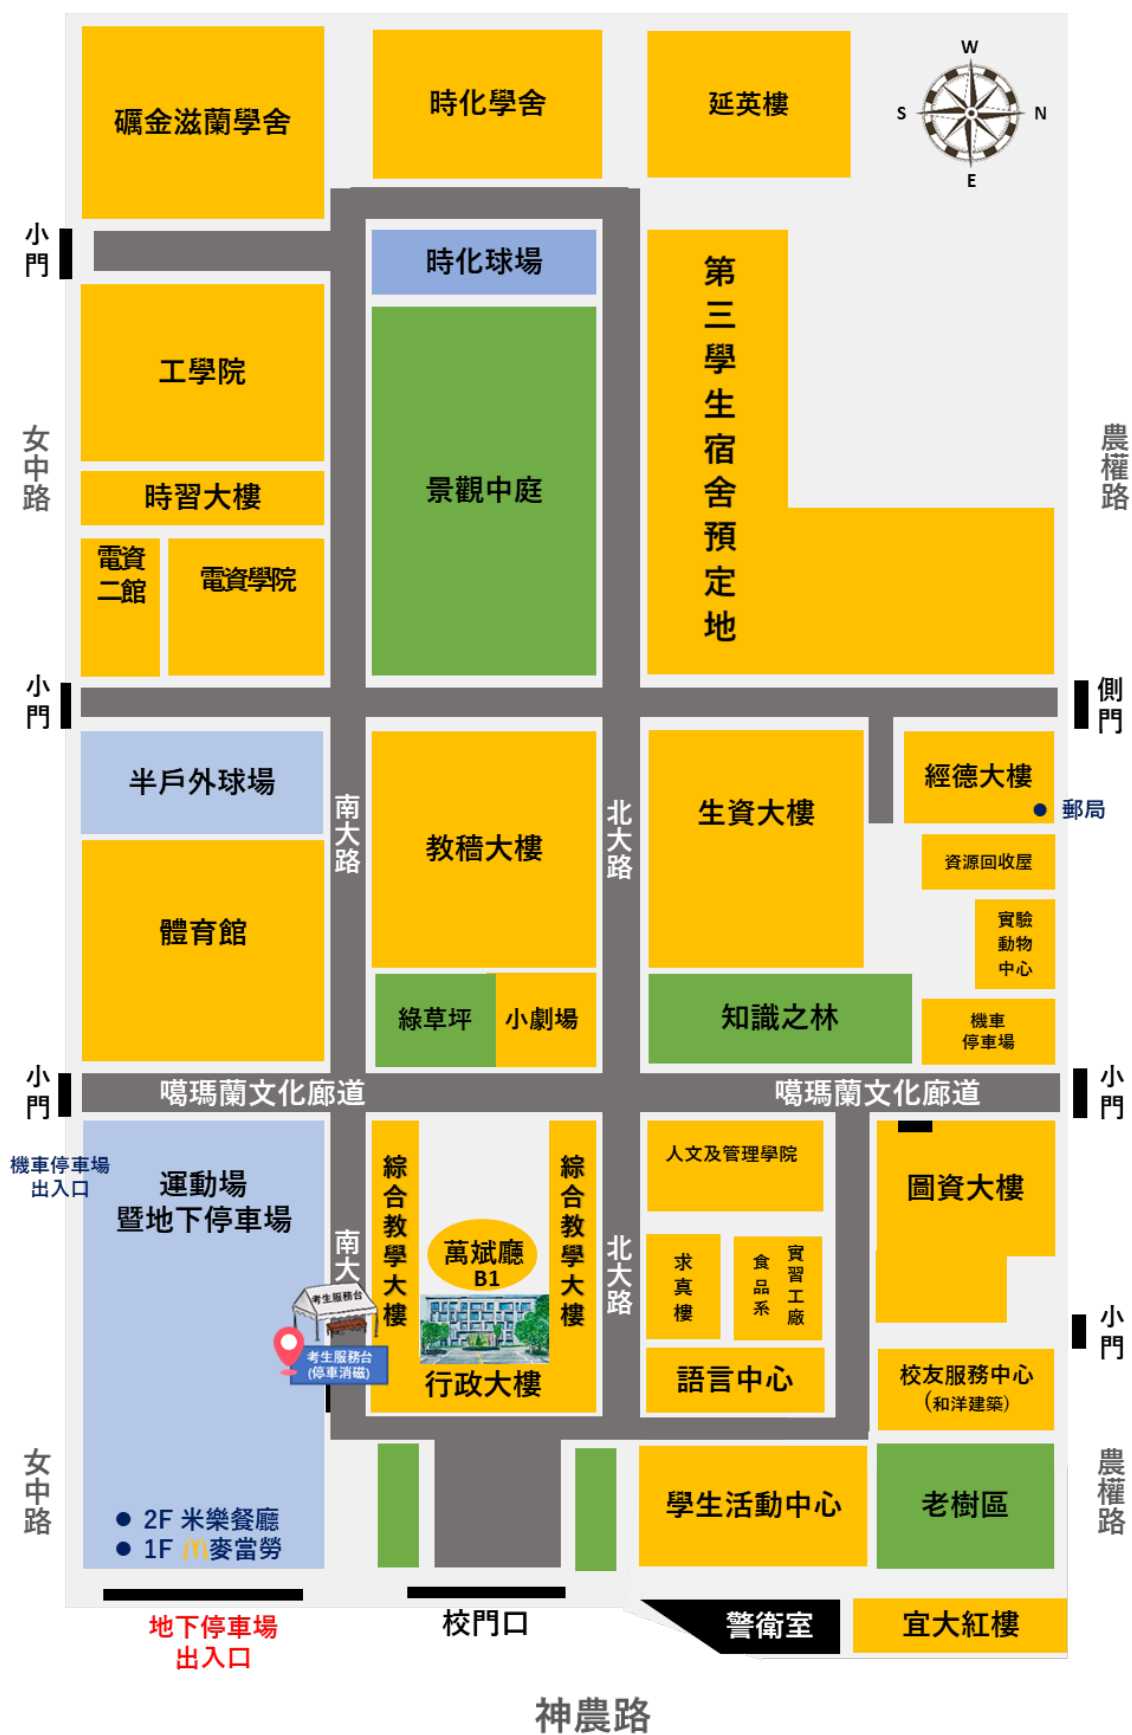 礪金滋蘭學舍
時化學舍
延英樓
W
S
N
E
小
門
時化球場
第
三
學
生
宿
舍
預
定
地
工學院
女
中
路
農
權
路
景觀中庭
時習大樓
電資
二館
電資學院
小
門
側
門
半戶外球場
南
大
路
教穡大樓
北
大
路
生資大樓
經德大樓
郵局
資源回收屋
體育館
實驗
動物
中心
綠草坪
小劇場
知識之林
機車
停車場
小
門
噶瑪蘭文化廊道
噶瑪蘭文化廊道
小
門
機車停車場
出入口
運動場
暨地下停車場
綜
合
教
學
大
樓
綜
合
教
學
大
樓
人文及管理學院
圖資大樓
南
大
萬斌廳
B1
北
大
路
求
真
樓
食
品
系
實
習
工
廠
小
門
考生服務台
考生服務台
(停車消磁)
行政大樓
語言中心
校友服務中心
(和洋建築)
女
中
路
農
權
路
學生活動中心
老樹區
2F 米樂餐廳
1F 麥當勞
地下停車場
出入口
校門口
警衛室
宜大紅樓
神農路